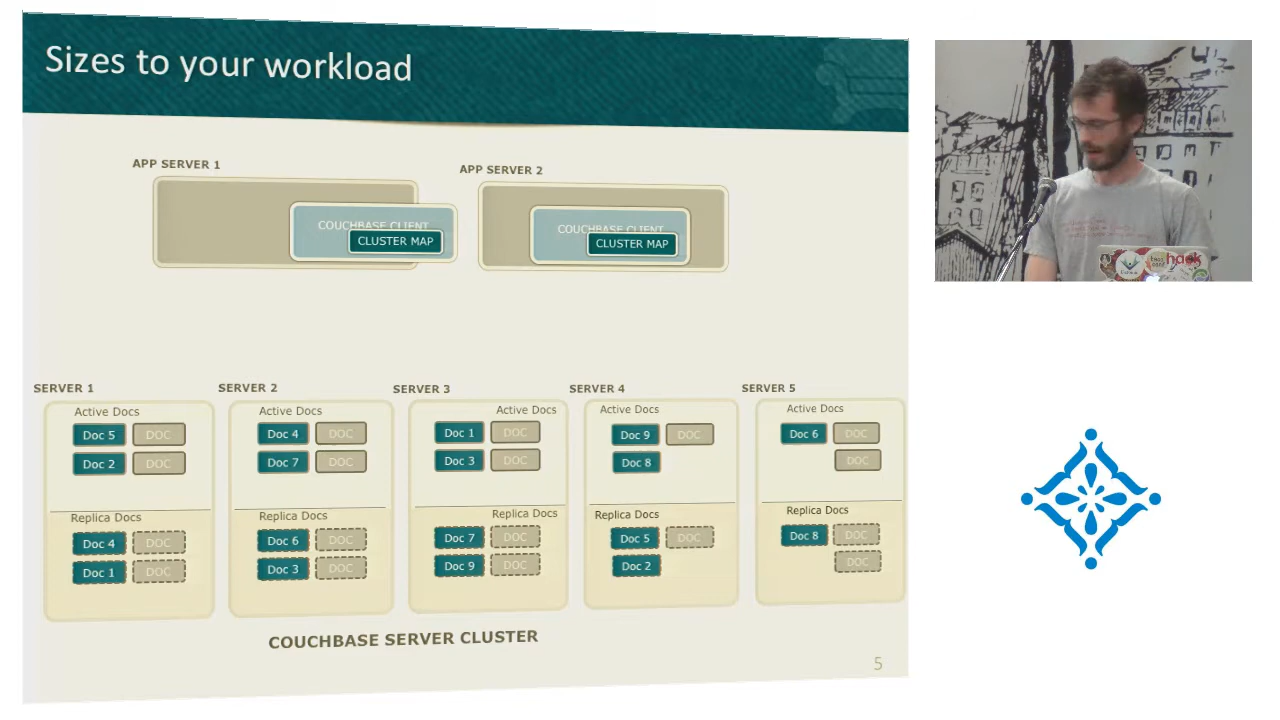 Sizes to your workload
APP SERVER 1
APP SERVER 2
COUCHBASE CLIENT
CLUSTER MAP
COUCHBASE CLIENT
CLUSTER MAP
SERVER 1
SERVER 2
SERVER 3
SERVER 4
SERVER 5
Active Docs
Doc 5 DOC
Doc 2 DOC
Replica Docs
Doc 4 DOC
Doc 1 DOC
Active Docs
Doc 4 DOC
Doc 7 DOC
Replica Docs
Doc 6 DOC
Doc 3 DOC
Active Docs
Doc 1 DOC
Doc 3 DOC
Replica Docs
Doc 7 DOC
Doc 9 DOC
Active Docs
Doc 9 DOC
Doc 8
Replica Docs
Doc 5 DOC
Doc 2
Active Docs
Doc 6 DOC
DOC
Replica Docs
Doc 8 DOC
DOC
COUCHBASE SERVER CLUSTER
5
hack